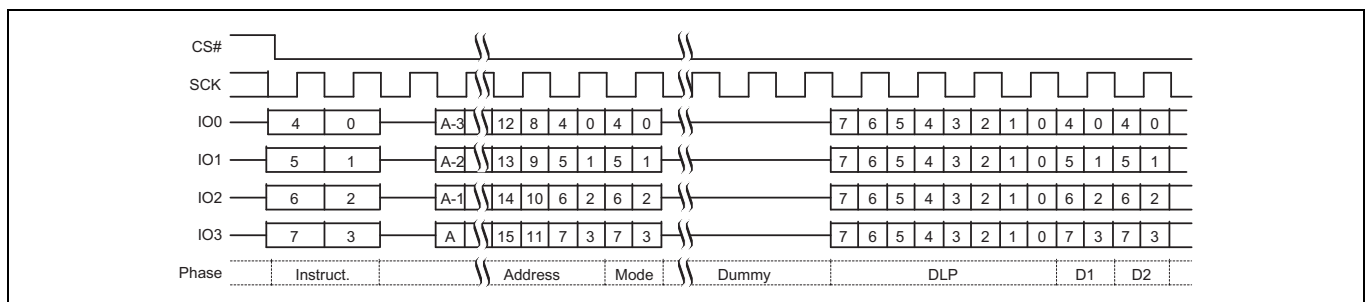 CS#
SCK
IO0 4 0 A-3 12 8 4 0 4 0 7 6 5 4 3 2 1 0 4 0 4 0
IO1 5 1 A-2 13 9 5 1 5 1 7 6 5 4 3 2 1 0 5 1 5 1
IO2 6 2 A-1 14 10 6 2 6 2 7 6 5 4 3 2 1 0 6 2 6 2
IO3 7 3 A 15 11 7 3 7 3 7 6 5 4 3 2 1 0 7 3 7 3
Phase Instruct. Address Mode Dummy DLP D1 D2